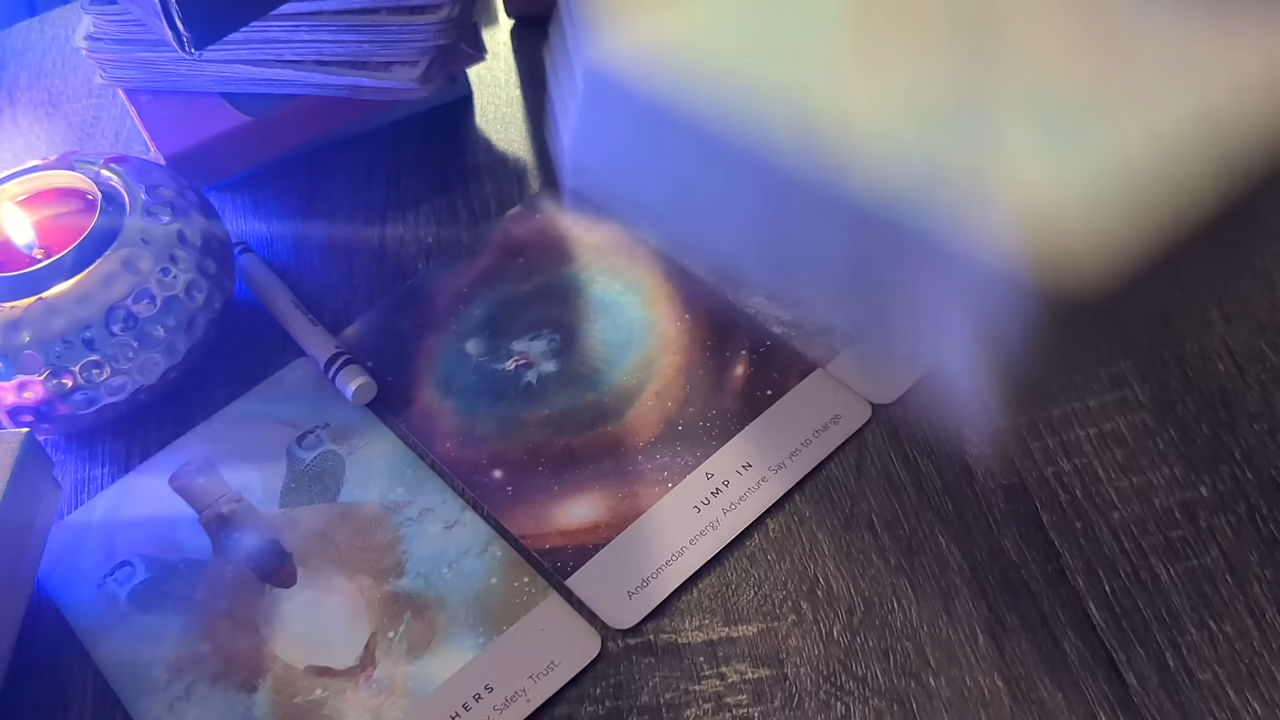 JUMP IN
Andromedan energy. Adventure. Say yes to change.
HERS
Safety. Trust.